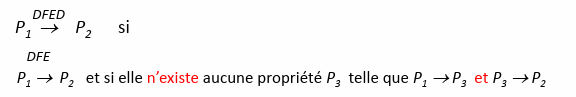 DFED
P1 → P2 si
DFE
P1 → P2 et si elle n'existe aucune propriété P3 telle que P1 → P3 et P3 → P2